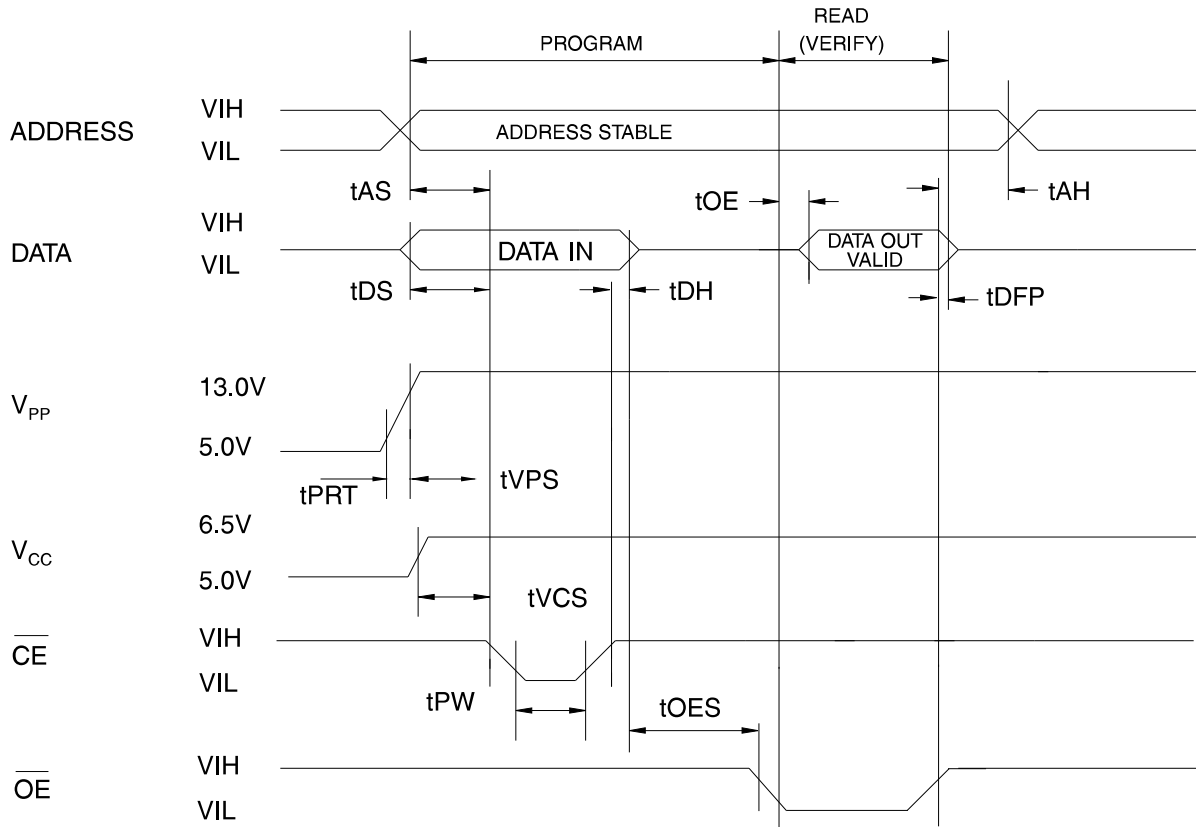 READ
PROGRAM (VERIFY)
VIH
ADDRESS ADDRESS STABLE
VIL
tAS tOE tAH
VIH
DATA DATA IN DATA OUT
VIL VALID
tDS tDH tDFP
13.0V
VPP
5.0V
tPRT tVPS
6.5V
VCC
5.0V
tVCS
VIH
CE
VIL
tPW tOES
VIH
OE
VIL